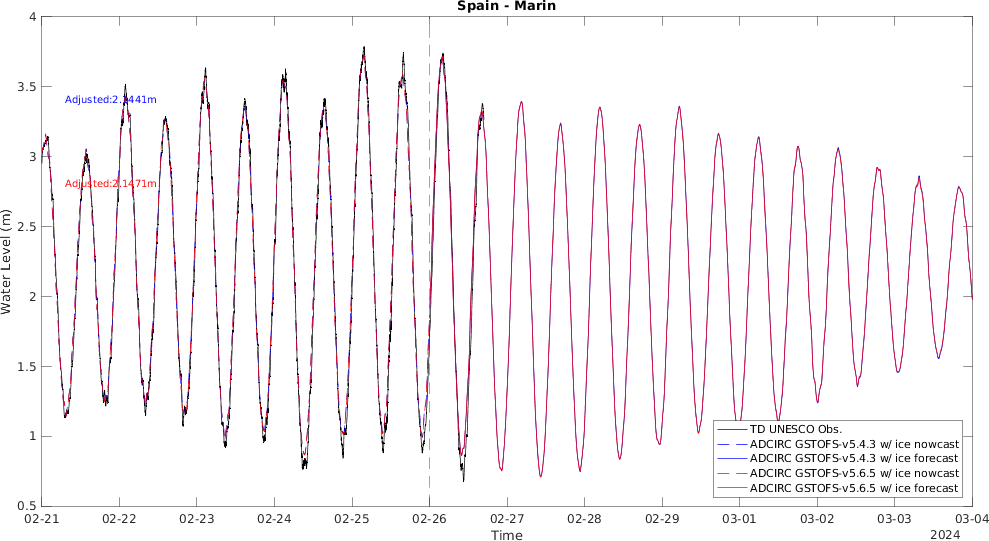 Spain - Marin
Water Level (m)
4
3.5
3
2.5
2
1.5
1
0.5
Adjusted:2.1441m
Adjusted:2.1471m
TD UNESCO Obs.
ADCIRC GSTOFS-v5.4.3 w/ ice nowcast
ADCIRC GSTOFS-v5.4.3 w/ ice forecast
ADCIRC GSTOFS-v5.6.5 w/ ice nowcast
ADCIRC GSTOFS-v5.6.5 w/ ice forecast
02-21 02-22 02-23 02-24 02-25 02-26 02-27 02-28 02-29 03-01 03-02 03-03 03-04
Time
2024